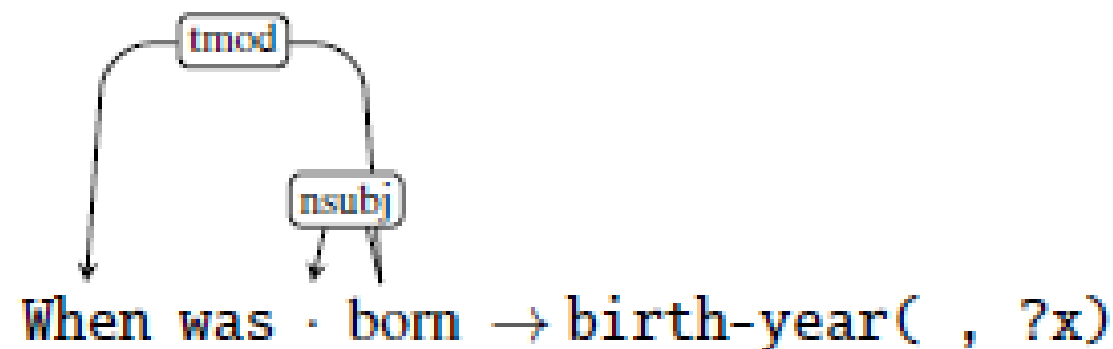 tmod
nsubj
When was · born → birth-year( , ?x)